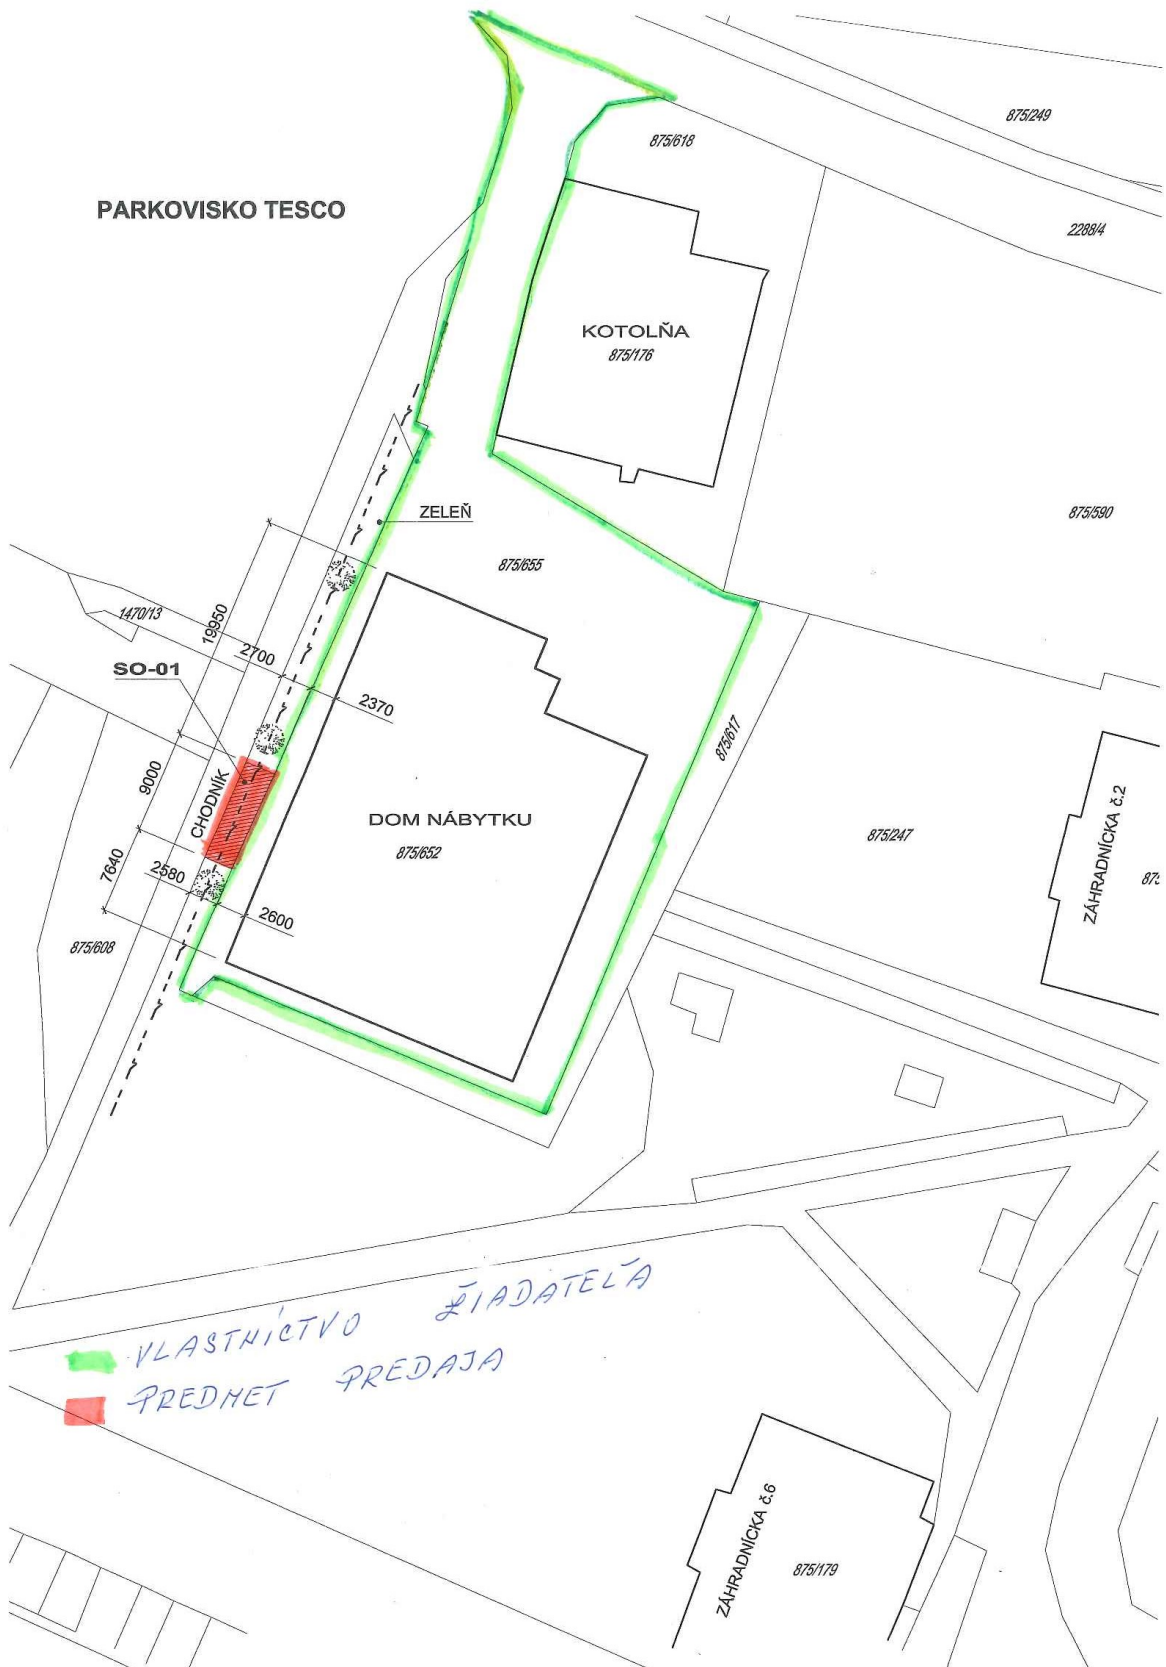 875/249
875/618
PARKOVISKO TESCO
2288/4
KOTOLŇA
875/176
ZELEŇ
875/590
875/655
1470/13
19950
2700
SO-01
2370
875/617
9000
CHODNÍK
DOM NÁBYTKU
875/652
875/247
ZÁHRADNÍCKA č.2
7640
2580
2600
875/608
VLASTNÍCTVO ŽIADATEĽA
PREDMET PREDAJA
ZÁHRADNÍCKA č.6
875/179